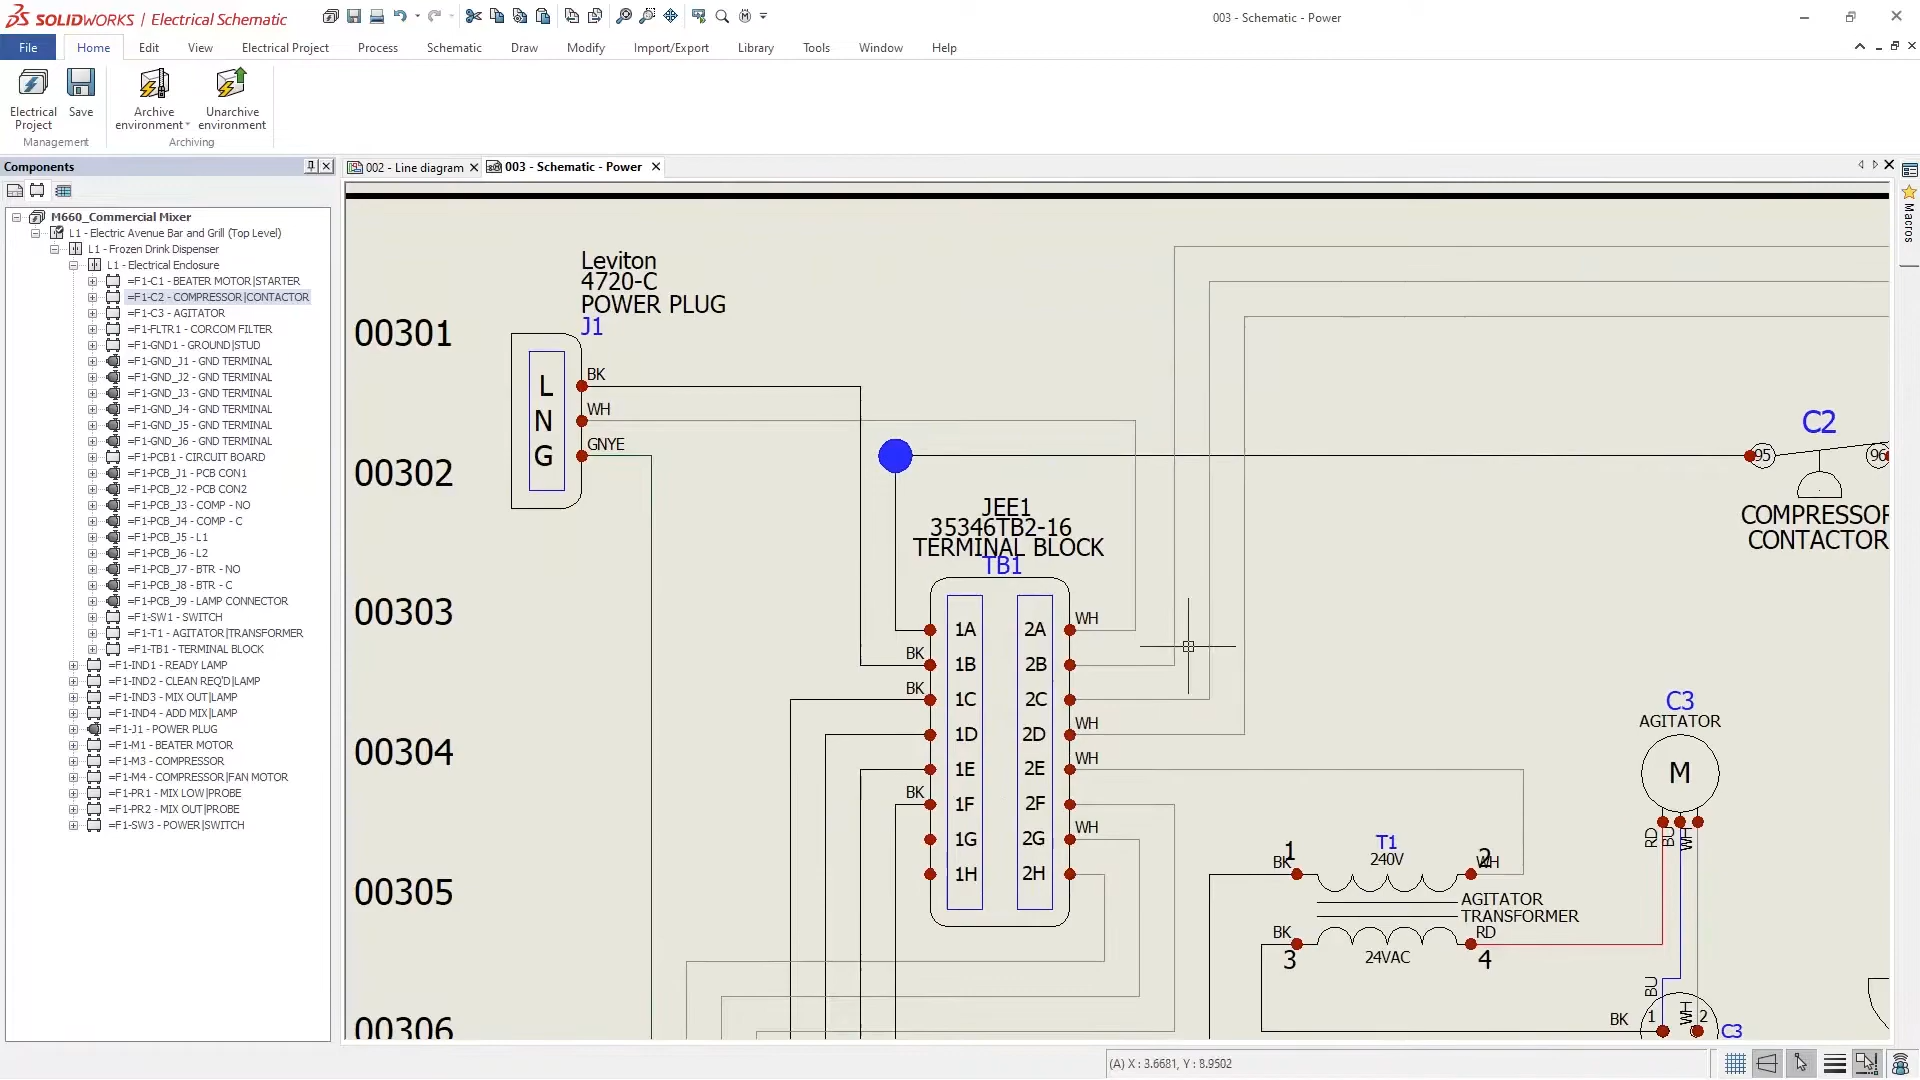 SOLIDWORKS | Electrical Schematic
003 - Schematic - Power
File Home Edit View Electrical Project Process Schematic Draw Modify Import/Export Library Tools Window Help
Electrical Project
Save
Archive environment
Unarchive environment
Management
Archiving
Components
002 - Line diagram
003 - Schematic - Power
Macros
M660_Commercial Mixer
L1 - Electric Avenue Bar and Grill (Top Level)
L1 - Frozen Drink Dispenser
L1 - Electrical Enclosure
=F1-C1 - BEATER MOTOR|STARTER
=F1-C2 - COMPRESSOR|CONTACTOR
=F1-C3 - AGITATOR
=F1-FLTR1 - CORCOM FILTER
=F1-GND1 - GROUND|STUD
=F1-GND_J1 - GND TERMINAL
=F1-GND_J2 - GND TERMINAL
=F1-GND_J3 - GND TERMINAL
=F1-GND_J4 - GND TERMINAL
=F1-GND_J5 - GND TERMINAL
=F1-GND_J6 - GND TERMINAL
=F1-PCB1 - CIRCUIT BOARD
=F1-PCB_J1 - PCB CON1
=F1-PCB_J2 - PCB CON2
=F1-PCB_J3 - COMP - NO
=F1-PCB_J4 - COMP - C
=F1-PCB_J5 - L1
=F1-PCB_J6 - L2
=F1-PCB_J7 - BTR - NO
=F1-PCB_J8 - BTR - C
=F1-PCB_J9 - LAMP CONNECTOR
=F1-SW1 - SWITCH
=F1-T1 - AGITATOR|TRANSFORMER
=F1-TB1 - TERMINAL BLOCK
=F1-IND1 - READY LAMP
=F1-IND2 - CLEAN REQ'D|LAMP
=F1-IND3 - MIX OUT|LAMP
=F1-IND4 - ADD MIX|LAMP
=F1-J1 - POWER PLUG
=F1-M1 - BEATER MOTOR
=F1-M3 - COMPRESSOR
=F1-M4 - COMPRESSOR|FAN MOTOR
=F1-PR1 - MIX LOW|PROBE
=F1-PR2 - MIX OUT|PROBE
=F1-SW3 - POWER|SWITCH
00301
00302
00303
00304
00305
00306
Leviton
4720-C
POWER PLUG
J1
L
N
G
BK
WH
GNYE
JEE1
35346TB2-16
TERMINAL BLOCK
TB1
1A 2A WH
BK 1B 2B
BK 1C 2C
1D 2D WH
1E 2E WH
BK 1F 2F
1G 2G WH
1H 2H
C2
95 96
COMPRESSOR
CONTACTOR
C3
AGITATOR
M
RD BU WH
T1
240V
1 BK
2 WH
AGITATOR
TRANSFORMER
BK 3
RD 4
24VAC
BU
WH
BK 1 2 C3
(A) X : 3.6681, Y : 8.9502